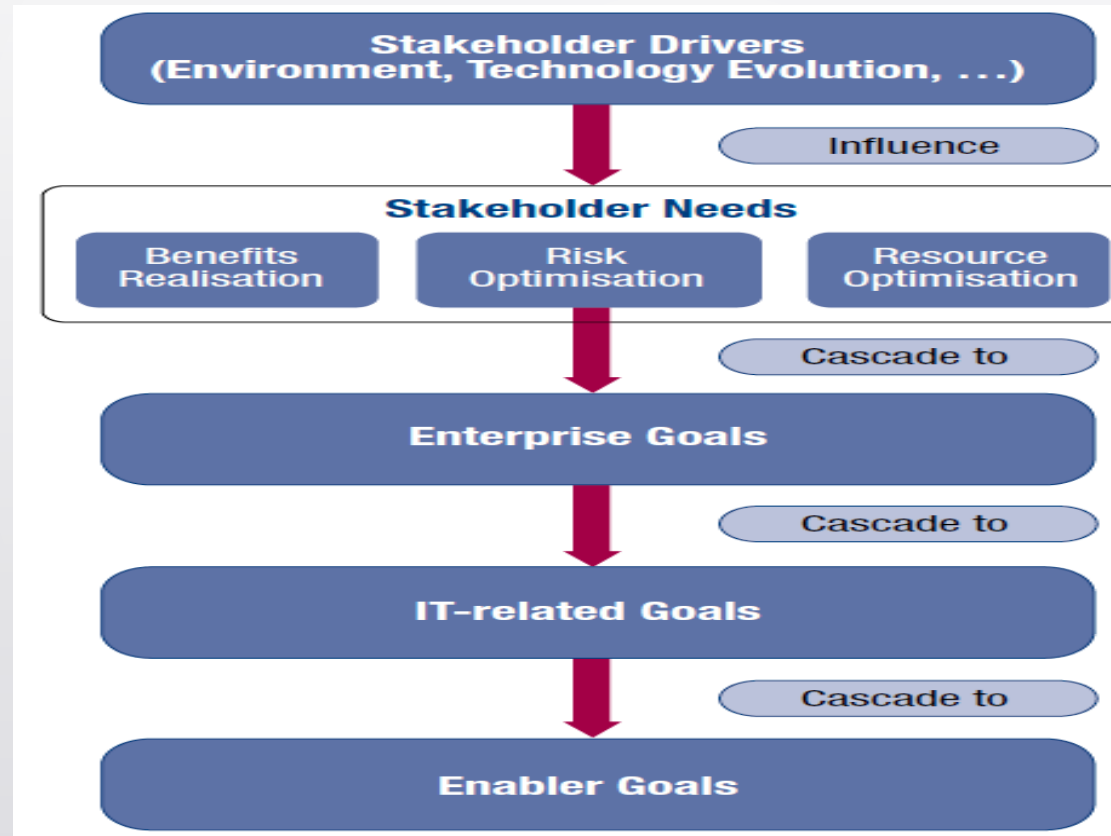 Stakeholder Drivers
(Environment, Technology Evolution, …)
Influence
Stakeholder Needs
Benefits
Realisation
Risk
Optimisation
Resource
Optimisation
Cascade to
Enterprise Goals
Cascade to
IT-related Goals
Cascade to
Enabler Goals